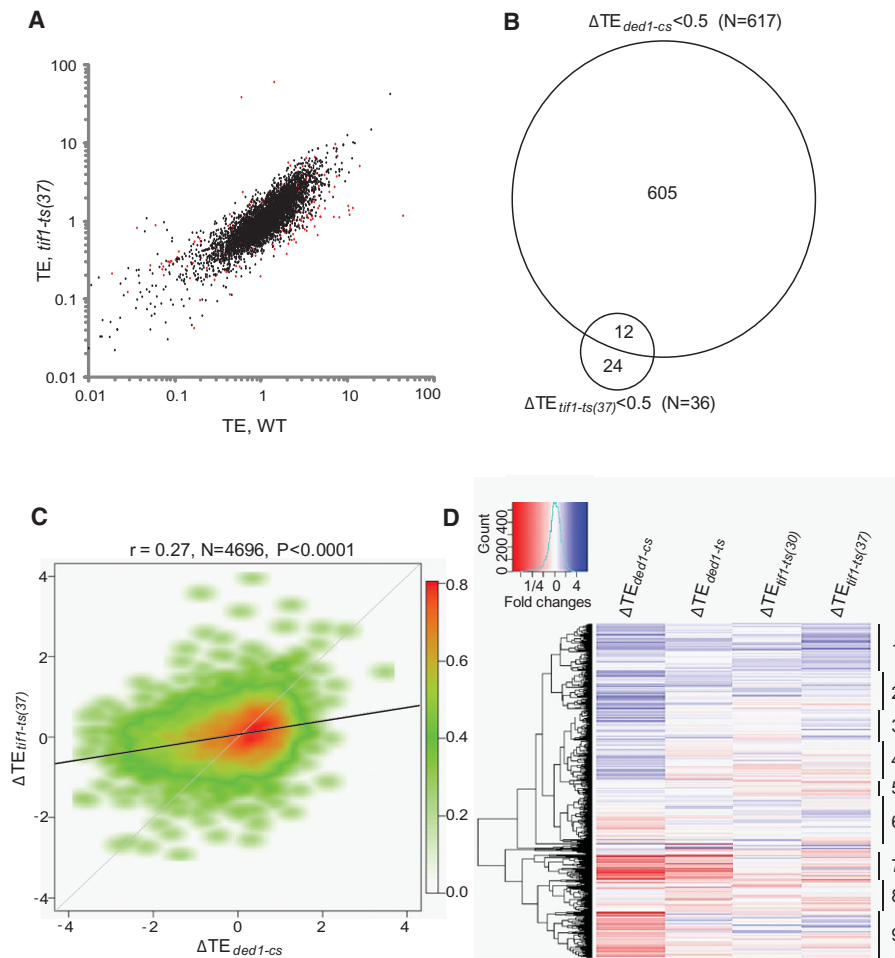 A
TE, tif1-ts(37)
100
10
1
0.1
0.01
0.01 0.1 1 10 100
TE, WT
B
ΔTEded1-cs<0.5 (N=617)
605
12
24
ΔTEtif1-ts(37)<0.5 (N=36)
C
r = 0.27, N=4696, P<0.0001
ΔTEtif1-ts(37)
4
2
0
-2
-4
-4 -2 0 2 4
ΔTEded1-cs
0.8
0.6
0.4
0.2
0.0
D
Count
0 200 400
1/4 0 4
Fold changes
ΔTEded1-cs
ΔTEded1-ts
ΔTEtif1-ts(30)
ΔTEtif1-ts(37)
1
2
3
4
5
6
7
8
9